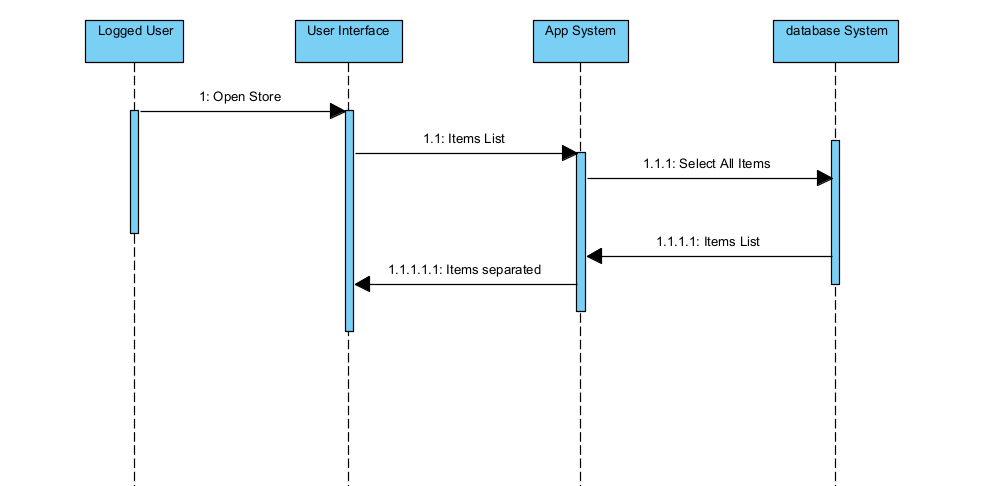 Logged User
User Interface
App System
database System
1: Open Store
1.1: Items List
1.1.1: Select All Items
1.1.1.1: Items List
1.1.1.1.1: Items separated